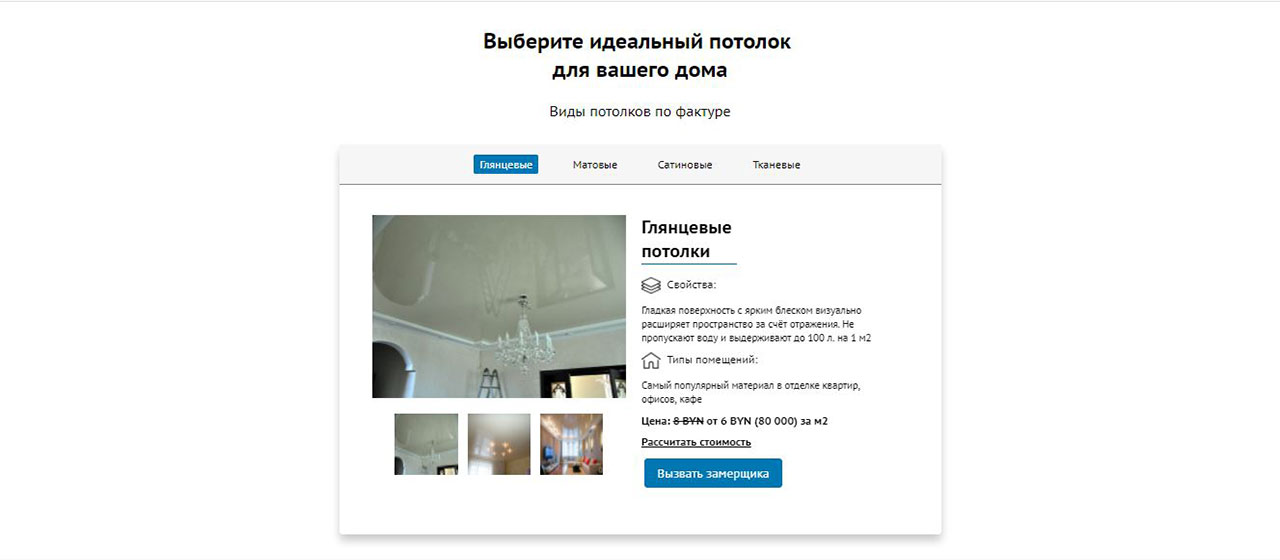 Выберите идеальный потолок
для вашего дома
Виды потолков по фактуре
Глянцевые Матовые Сатиновые Тканевые
Глянцевые
потолки
Свойства:
Гладкая поверхность с ярким блеском визуально
расширяет пространство за счёт отражения. Не
пропускают воду и выдерживают до 100 л. на 1 м2
Типы помещений:
Самый популярный материал в отделке квартир,
офисов, кафе
Цена: 8 BYN от 6 BYN (80 000) за м2
Рассчитать стоимость
Вызвать замерщика